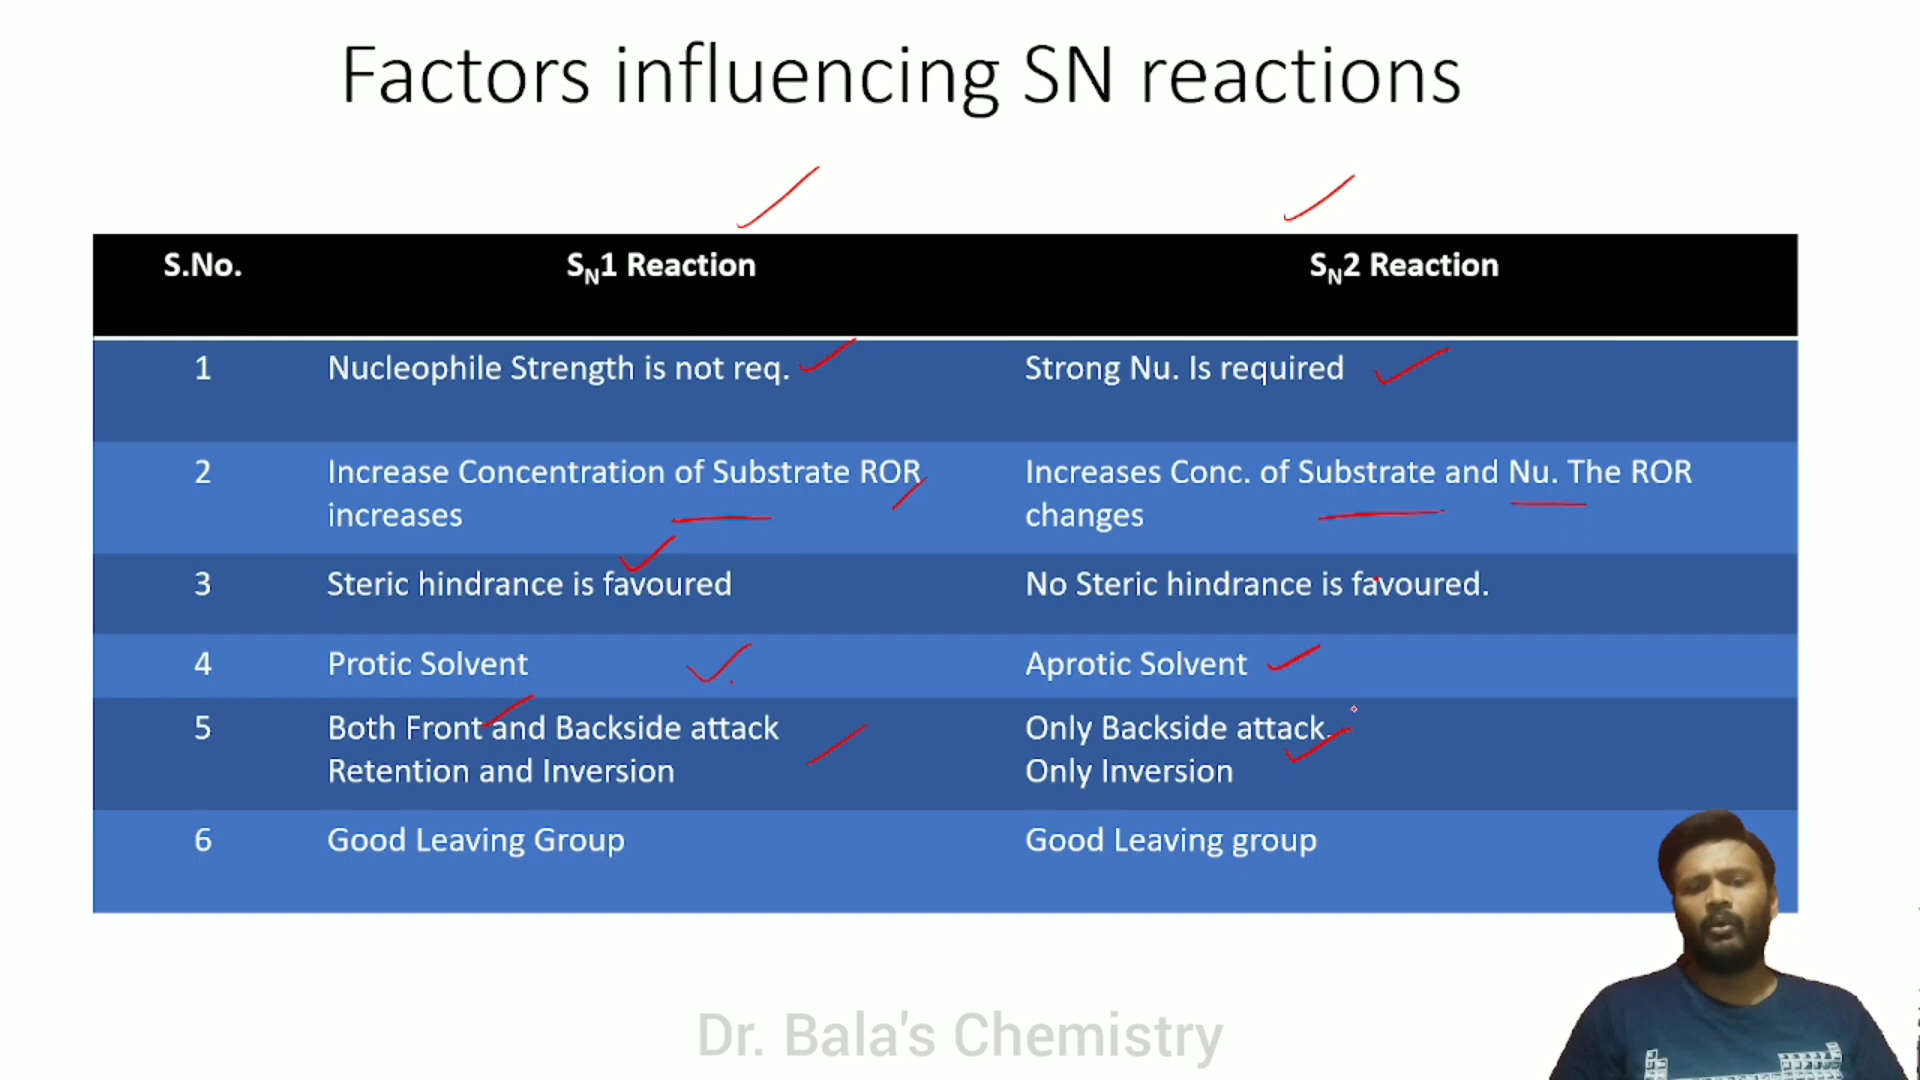 Factors influencing SN reactions
S.No.
SN1 Reaction
SN2 Reaction
1
Nucleophile Strength is not req.
Strong Nu. Is required
2
Increase Concentration of Substrate ROR
increases
Increases Conc. of Substrate and Nu. The ROR
changes
3
Steric hindrance is favoured
No Steric hindrance is favoured.
4
Protic Solvent
Aprotic Solvent
5
Both Front and Backside attack
Retention and Inversion
Only Backside attack.
Only Inversion
6
Good Leaving Group
Good Leaving group
Dr. Bala's Chemistry